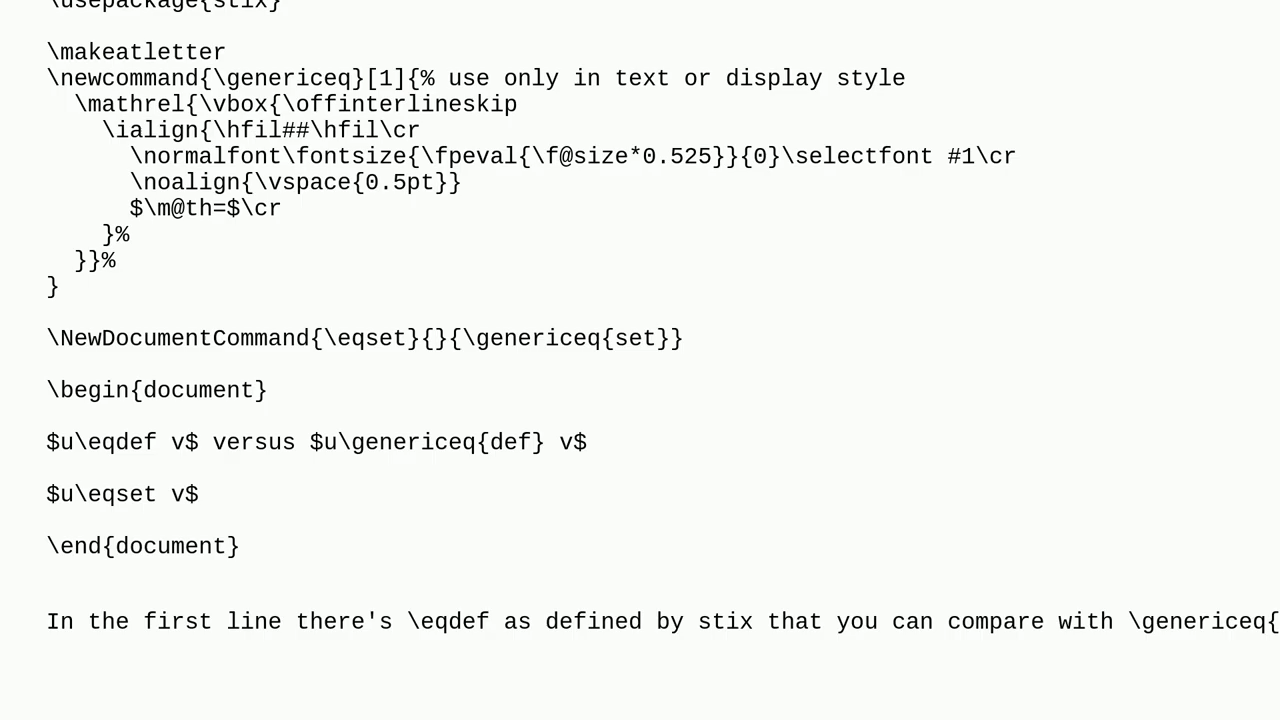 \usepackage{stix}
\makeatletter
\newcommand{\genericeq}[1]{% use only in text or display style
  \mathrel{\vbox{\offinterlineskip
    \ialign{\hfil##\hfil\cr
      \normalfont\fontsize{\fpeval{\f@size*0.525}}{0}\selectfont #1\cr
      \noalign{\vspace{0.5pt}}
      $\m@th=$\cr
    }%
  }}%
}
\NewDocumentCommand{\eqset}{}{\genericeq{set}}
\begin{document}
$u\eqdef v$ versus $u\genericeq{def} v$
$u\eqset v$
\end{document}
In the first line there's \eqdef as defined by stix that you can compare with \genericeq{